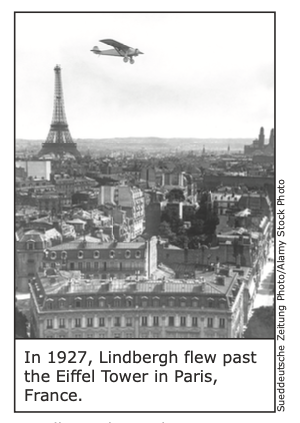 In 1927, Lindbergh flew past
the Eiffel Tower in Paris,
France.
Sueddeutsche Zeitung Photo/Alamy Stock Photo